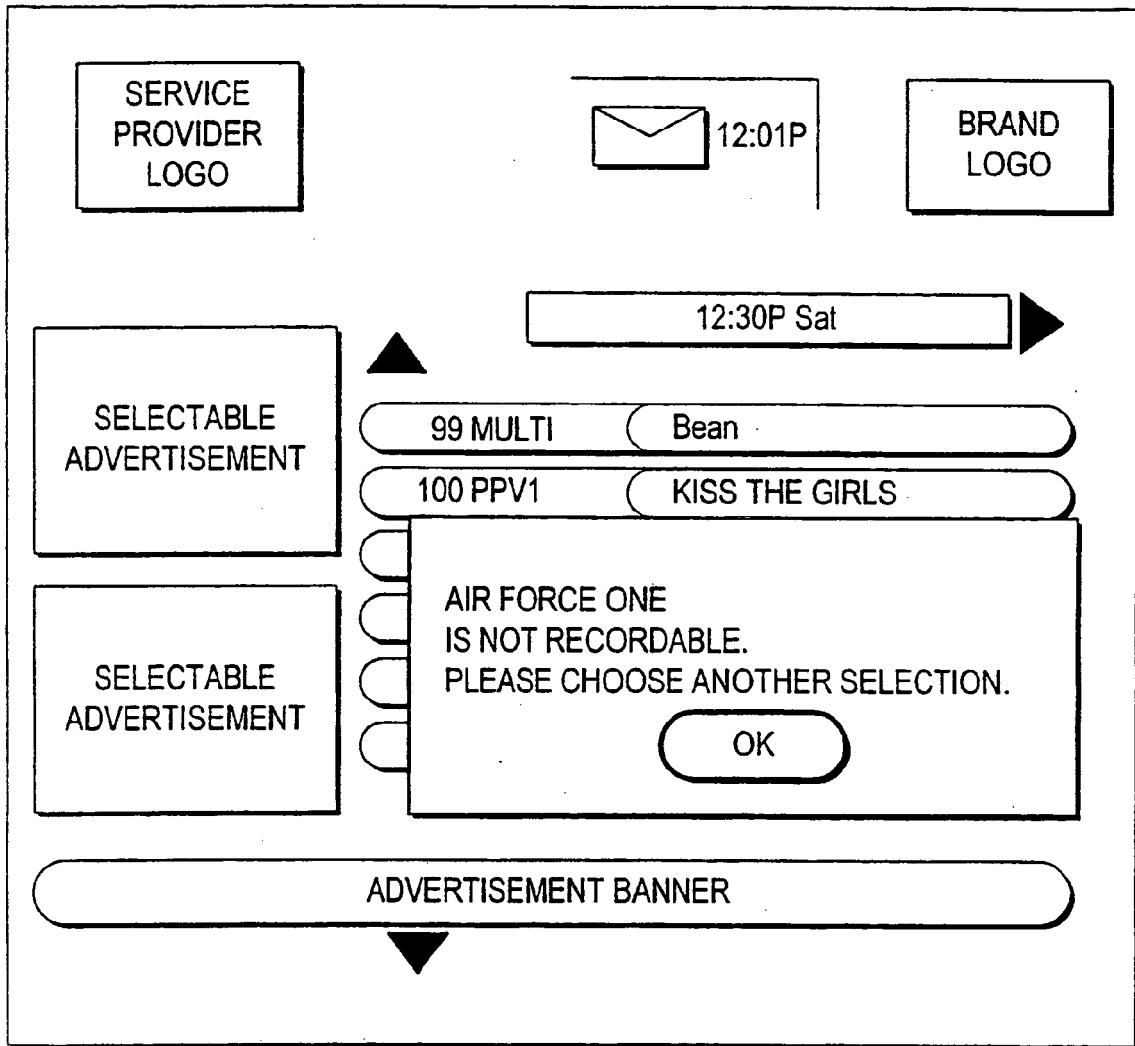 SERVICE
PROVIDER
LOGO
12:01P
BRAND
LOGO
12:30P Sat
SELECTABLE
ADVERTISEMENT
99 MULTI Bean
100 PPV1 KISS THE GIRLS
AIR FORCE ONE
IS NOT RECORDABLE.
PLEASE CHOOSE ANOTHER SELECTION.
OK
SELECTABLE
ADVERTISEMENT
ADVERTISEMENT BANNER